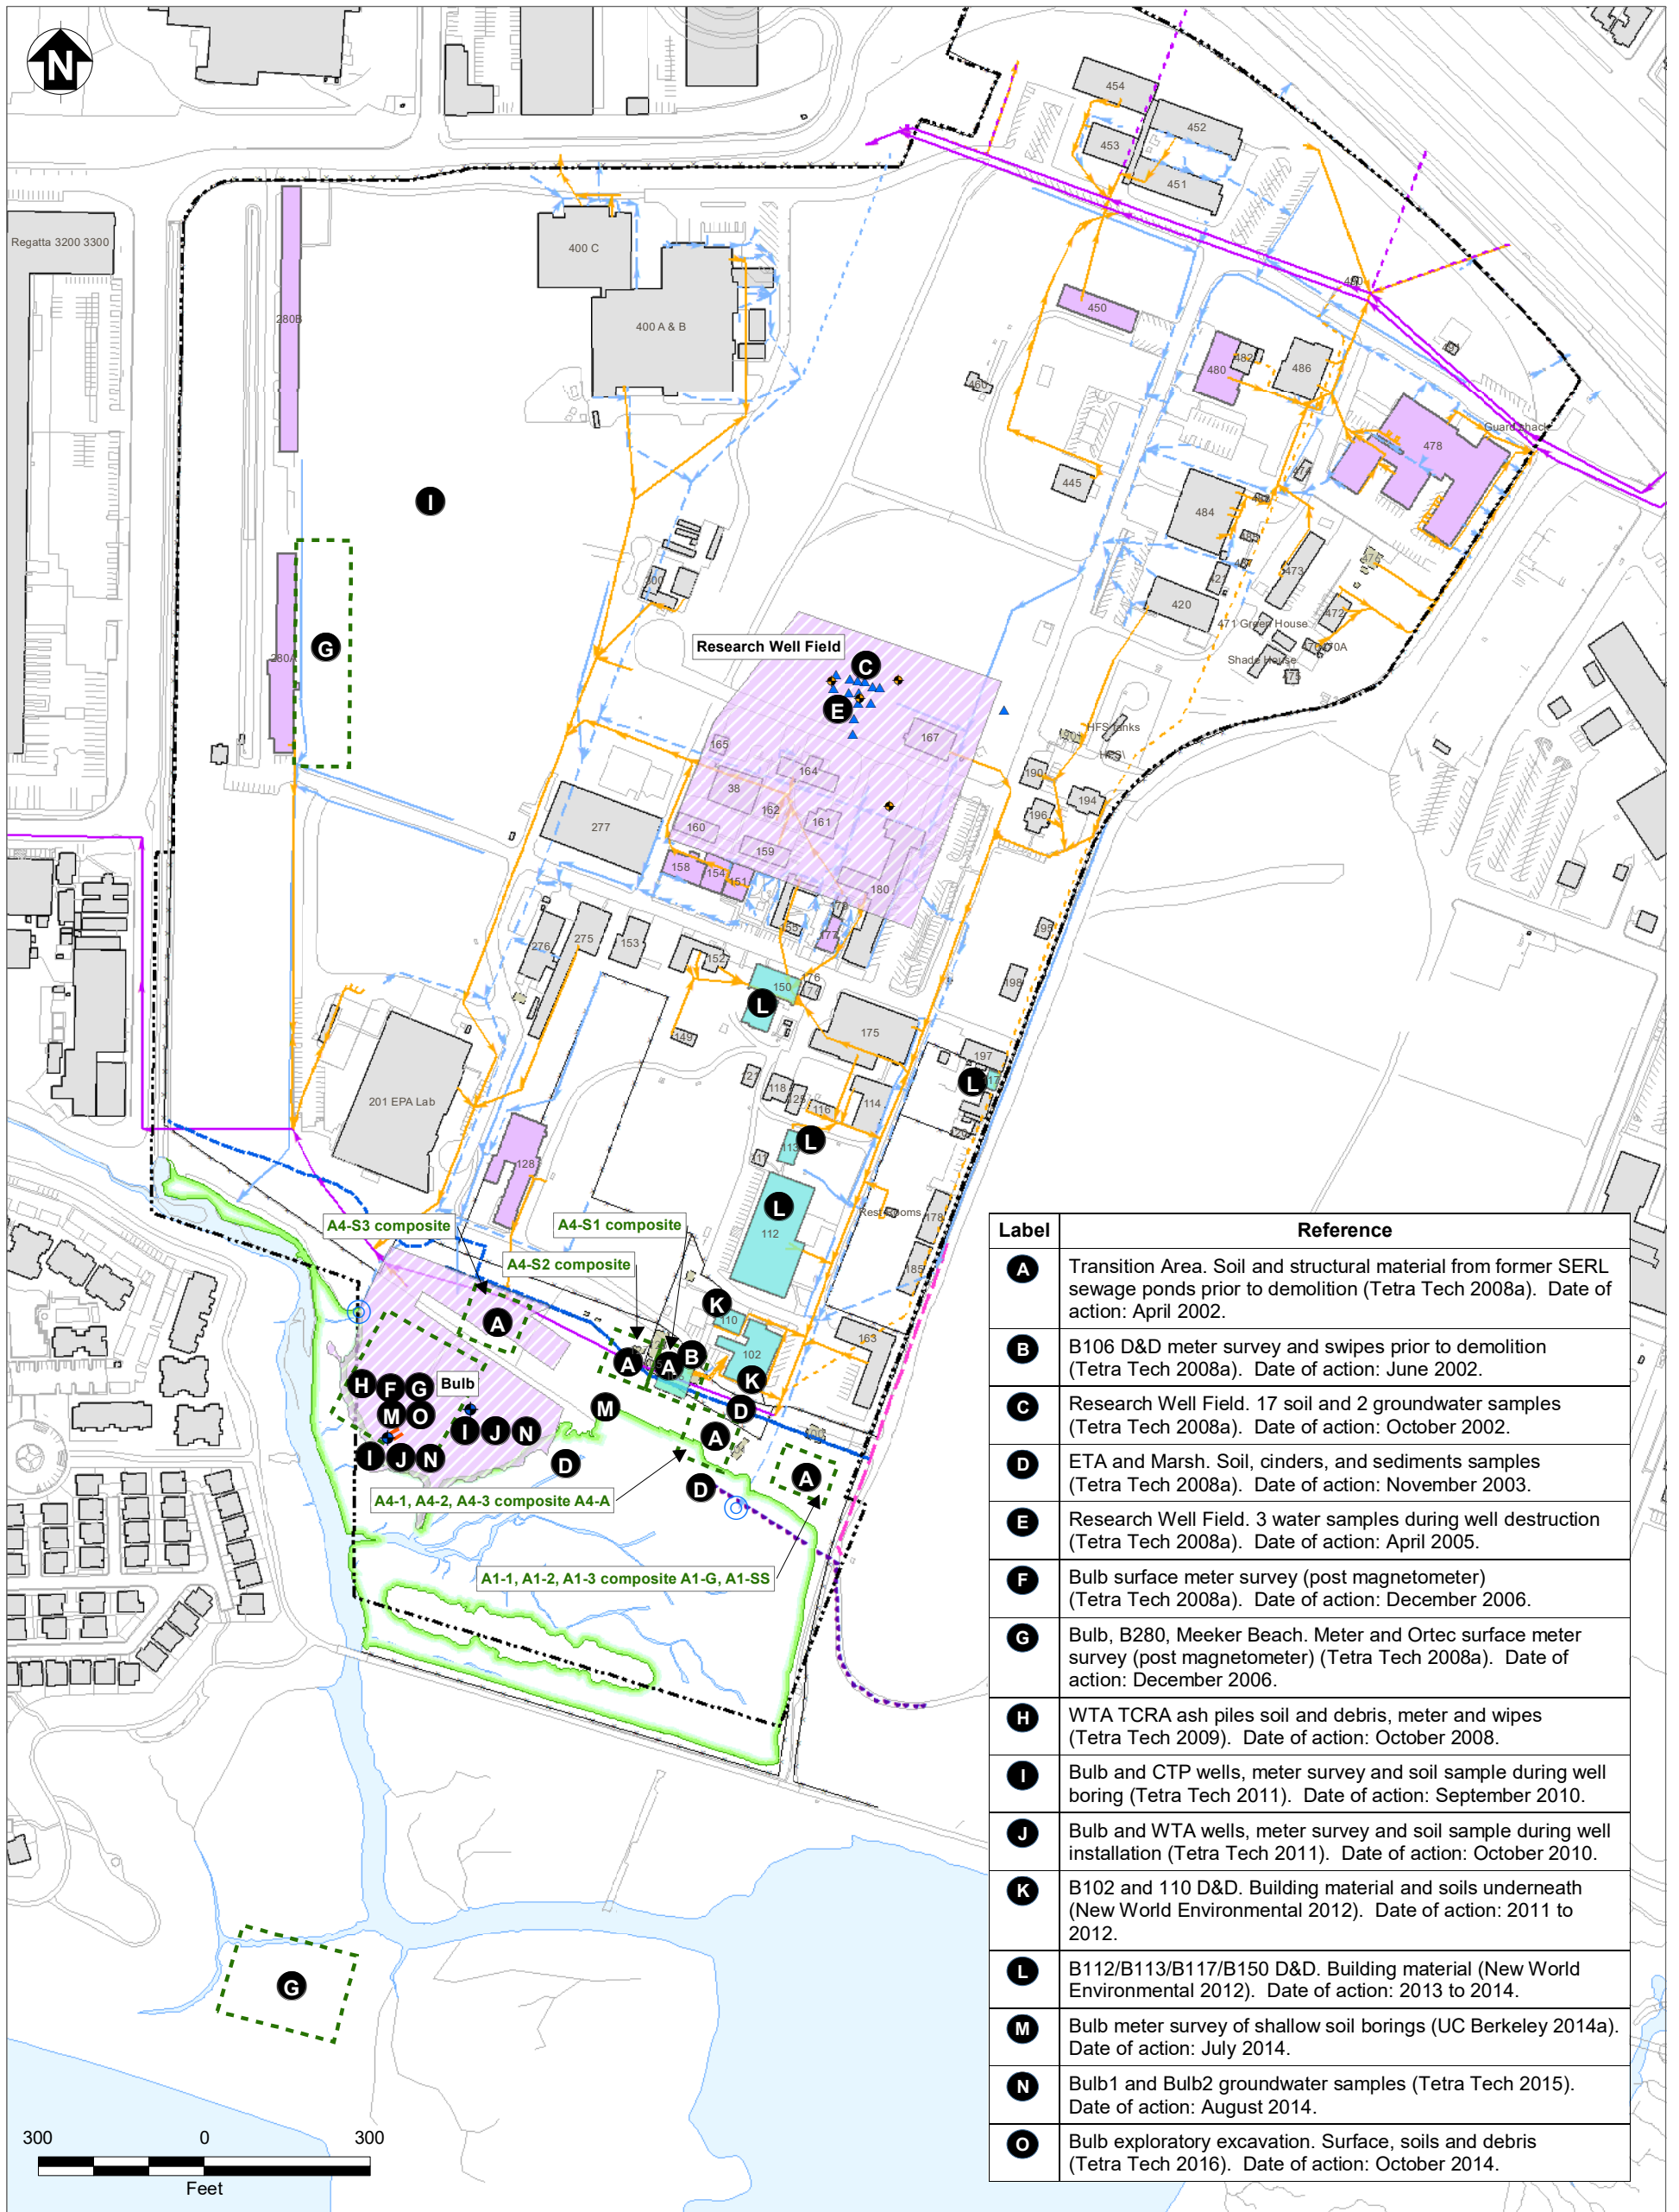 N
454
452
453
451
Regatta 3200 3300
400 C
280B
400 A & B
450
482
480
486
Guard shack
478
460
I
445
474
484
300
473
420
472
471 Green House
G
Research Well Field
C
280A
Shade House
475
E
HFS tanks
165
167
164
190
38
194
162
196
277
161
160
159
158
154
151
180
177
195
276
275
153
155
152
176
198
150
L
149
175
197
L
118
201 EPA Lab
116
114
113
L
128
L
Rest Rooms
178
A4-S3 composite
A4-S1 composite
112
A4-S2 composite
185
K
110
A
163
B
102
A
A
K
H
F
G
Bulb
M
D
M
O
I
J
N
A
I
J
N
D
A
D
A4-1, A4-2, A4-3 composite A4-A
A1-1, A1-2, A1-3 composite A1-G, A1-SS
G
300
0
300
Feet
Label
Reference
A
Transition Area. Soil and structural material from former SERL
sewage ponds prior to demolition (Tetra Tech 2008a). Date of
action: April 2002.
B
B106 D&D meter survey and swipes prior to demolition
(Tetra Tech 2008a). Date of action: June 2002.
C
Research Well Field. 17 soil and 2 groundwater samples
(Tetra Tech 2008a). Date of action: October 2002.
D
ETA and Marsh. Soil, cinders, and sediments samples
(Tetra Tech 2008a). Date of action: November 2003.
E
Research Well Field. 3 water samples during well destruction
(Tetra Tech 2008a). Date of action: April 2005.
F
Bulb surface meter survey (post magnetometer)
(Tetra Tech 2008a). Date of action: December 2006.
G
Bulb, B280, Meeker Beach. Meter and Ortec surface meter
survey (post magnetometer) (Tetra Tech 2008a). Date of
action: December 2006.
H
WTA TCRA ash piles soil and debris, meter and wipes
(Tetra Tech 2009). Date of action: October 2008.
I
Bulb and CTP wells, meter survey and soil sample during well
boring (Tetra Tech 2011). Date of action: September 2010.
J
Bulb and WTA wells, meter survey and soil sample during well
installation (Tetra Tech 2011). Date of action: October 2010.
K
B102 and 110 D&D. Building material and soils underneath
(New World Environmental 2012). Date of action: 2011 to
2012.
L
B112/B113/B117/B150 D&D. Building material (New World
Environmental 2012). Date of action: 2013 to 2014.
M
Bulb meter survey of shallow soil borings (UC Berkeley 2014a).
Date of action: July 2014.
N
Bulb1 and Bulb2 groundwater samples (Tetra Tech 2015).
Date of action: August 2014.
O
Bulb exploratory excavation. Surface, soils and debris
(Tetra Tech 2016). Date of action: October 2014.